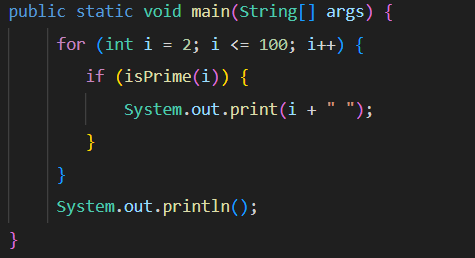 public static void main(String[] args) {
    for (int i = 2; i <= 100; i++) {
        if (isPrime(i)) {
            System.out.print(i + " ");
        }
    }
    System.out.println();
}